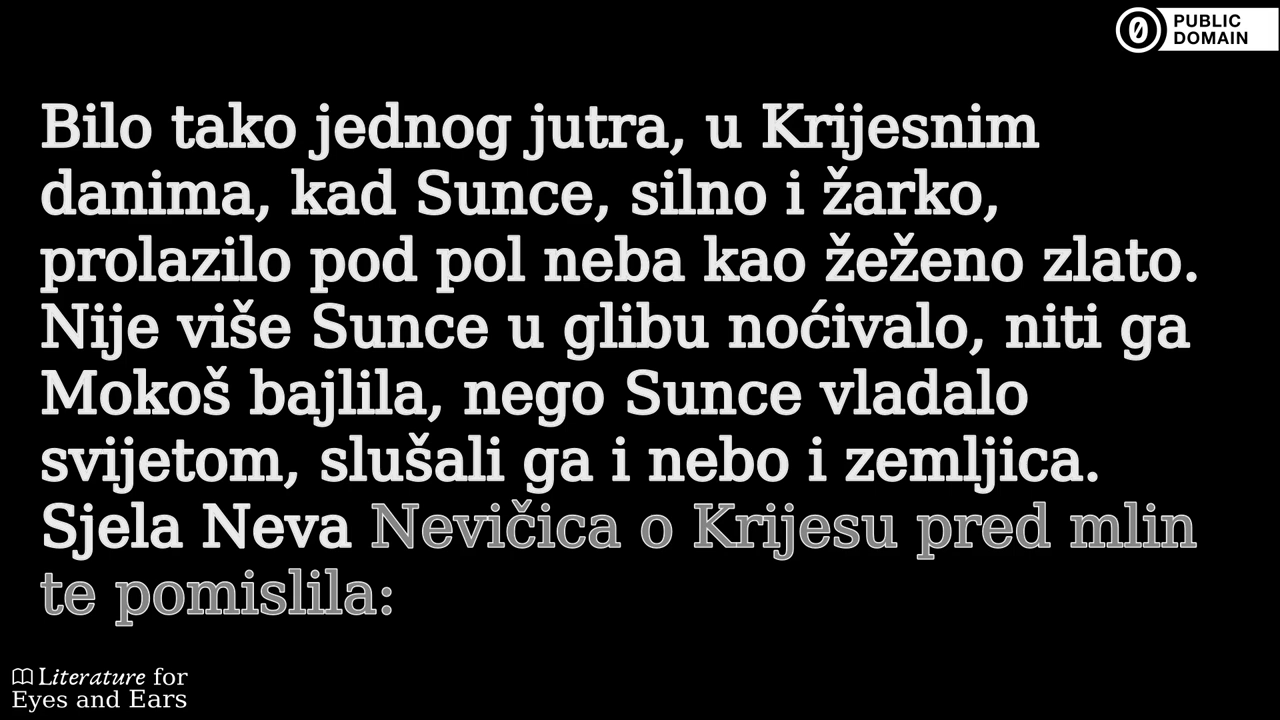 PUBLIC
DOMAIN
Bilo tako jednog jutra, u Krijesnim
danima, kad Sunce, silno i žarko,
prolazilo pod pol neba kao žeženo zlato.
Nije više Sunce u glibu noćivalo, niti ga
Mokoš bajlila, nego Sunce vladalo
svijetom, slušali ga i nebo i zemljica.
Sjela Neva Nevičica o Krijesu pred mlin
te pomislila:
Literature for
Eyes and Ears